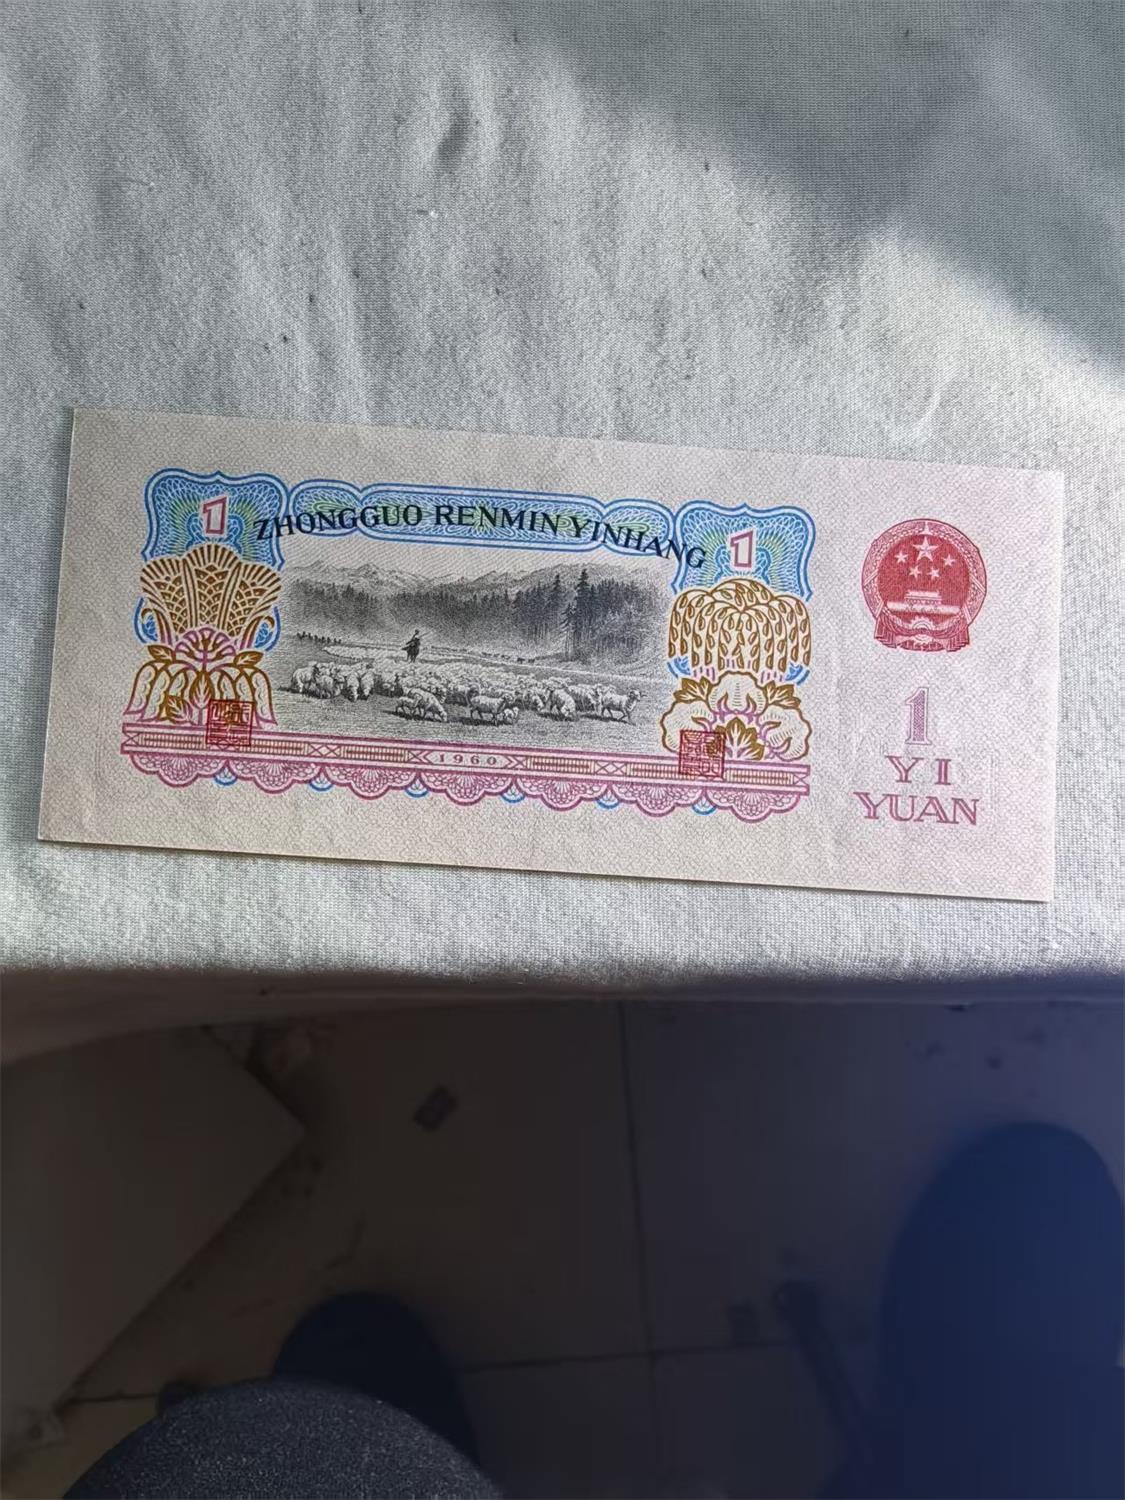 1
ZHONGGUO RENMIN YINHANG
1
1960
1
YI
YUAN